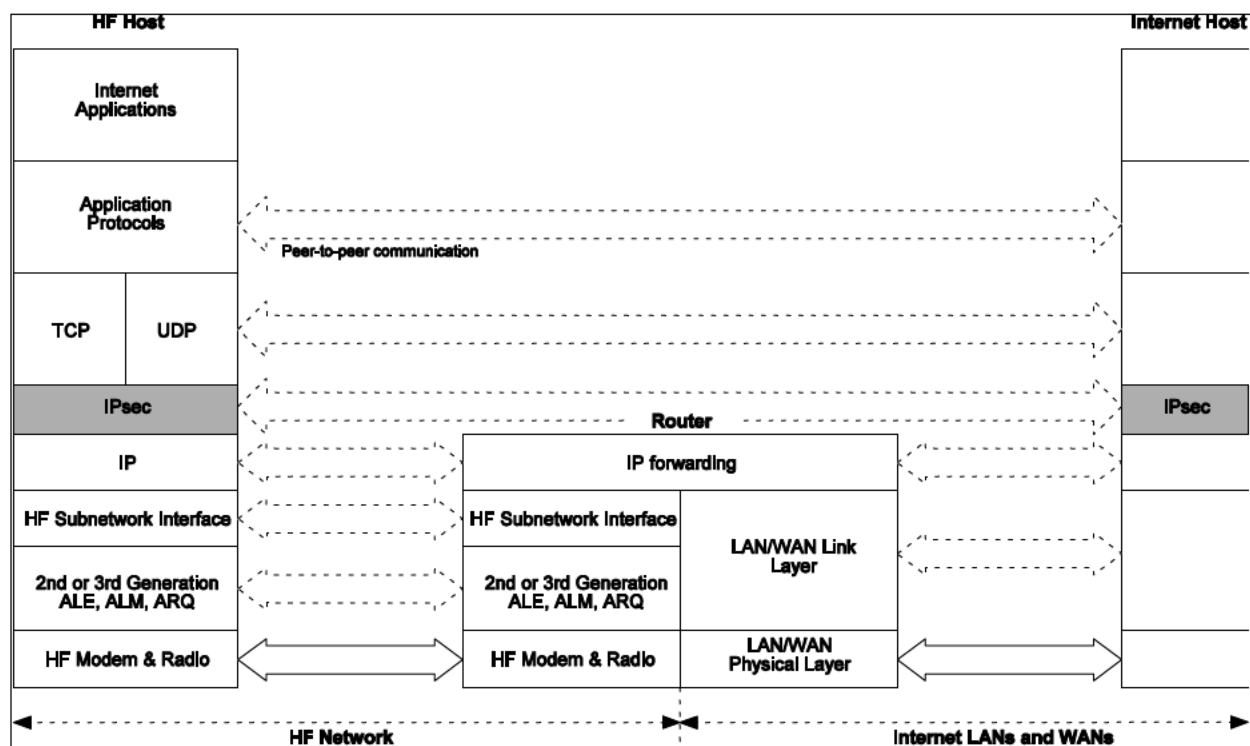 HF Host
Internet Host
Internet
Applications
Application
Protocols
Peer-to-peer communication
TCP
UDP
IPsec
IPsec
Router
IP
IP forwarding
HF Subnetwork Interface
HF Subnetwork Interface
LAN/WAN Link
Layer
2nd or 3rd Generation
ALE, ALM, ARQ
2nd or 3rd Generation
ALE, ALM, ARQ
HF Modem & Radio
HF Modem & Radio
LAN/WAN
Physical Layer
HF Network
Internet LANs and WANs